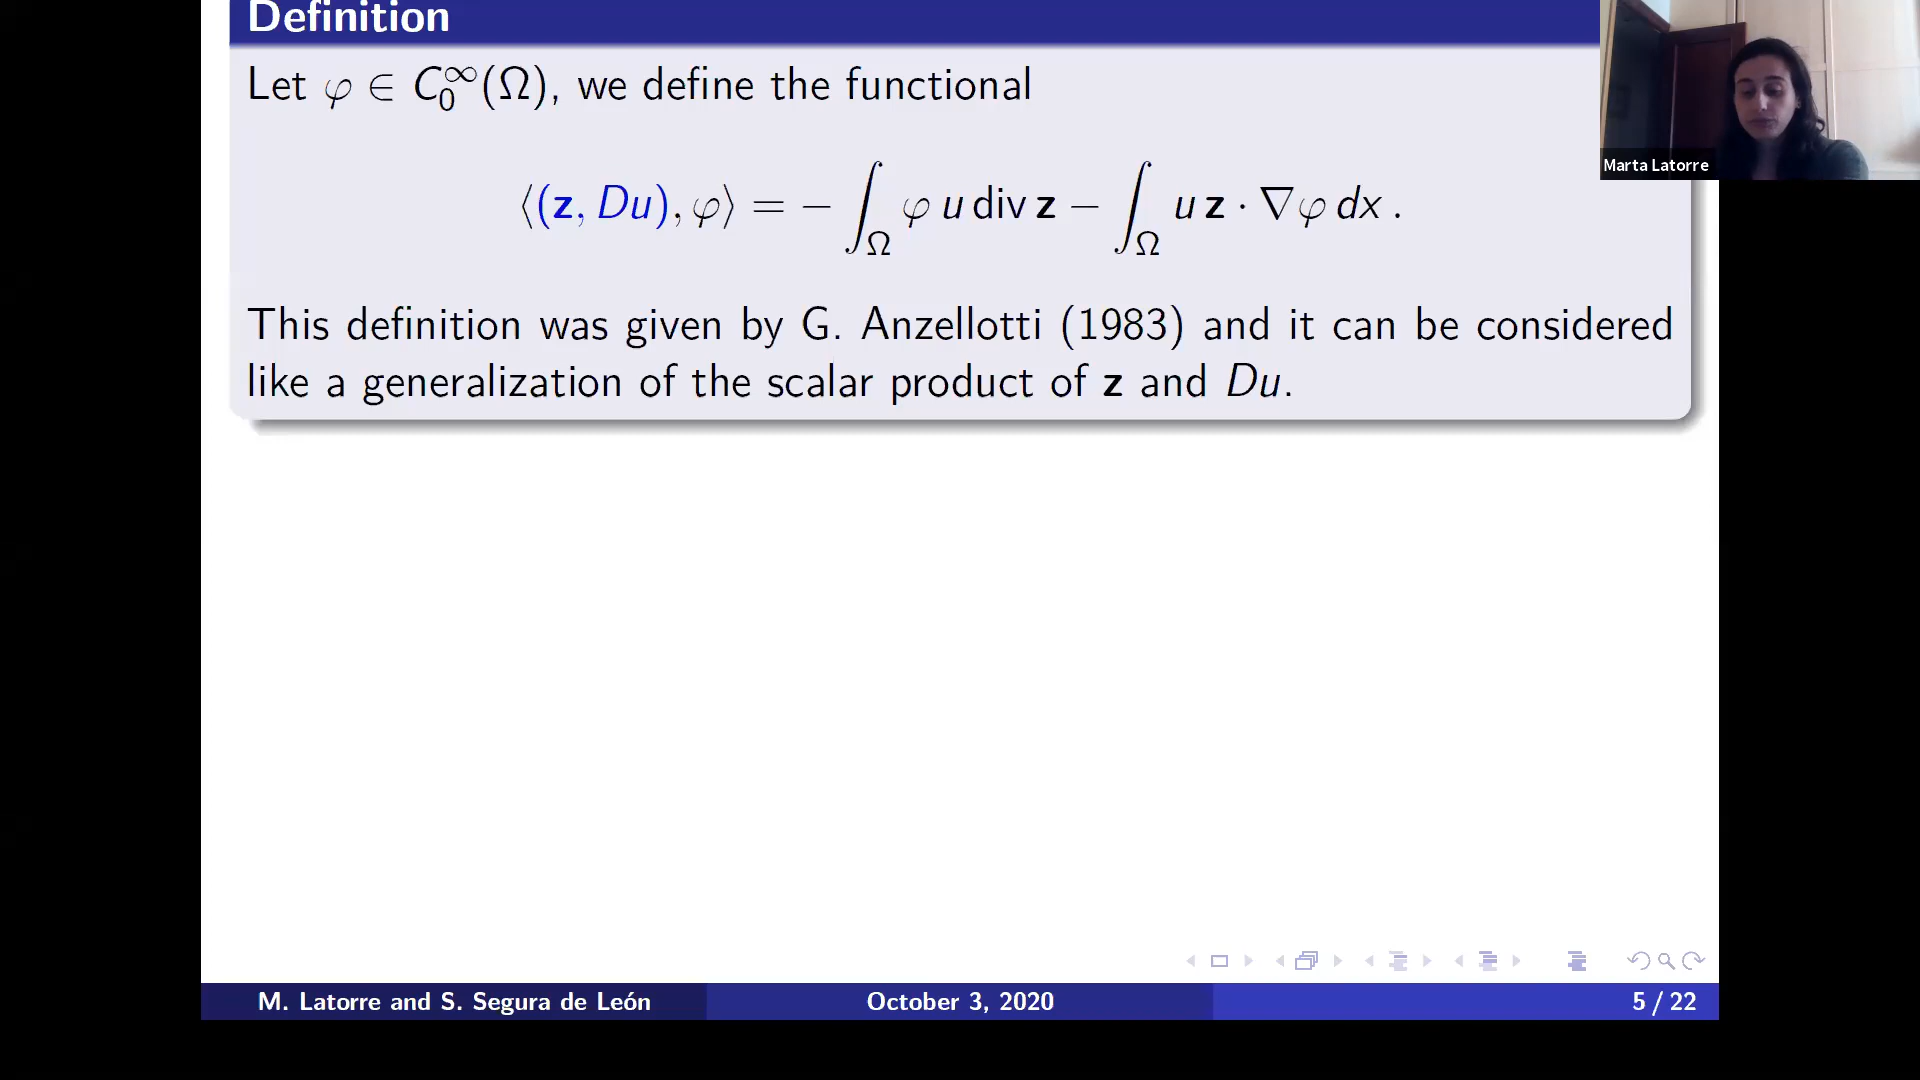 Definition
Let φ ∈ C₀^∞(Ω), we define the functional
⟨(z, Du), φ⟩ = − ∫_Ω φ u div z − ∫_Ω u z · ∇φ dx .
This definition was given by G. Anzellotti (1983) and it can be considered
like a generalization of the scalar product of z and Du.
Marta Latorre
M. Latorre and S. Segura de León
October 3, 2020
5 / 22